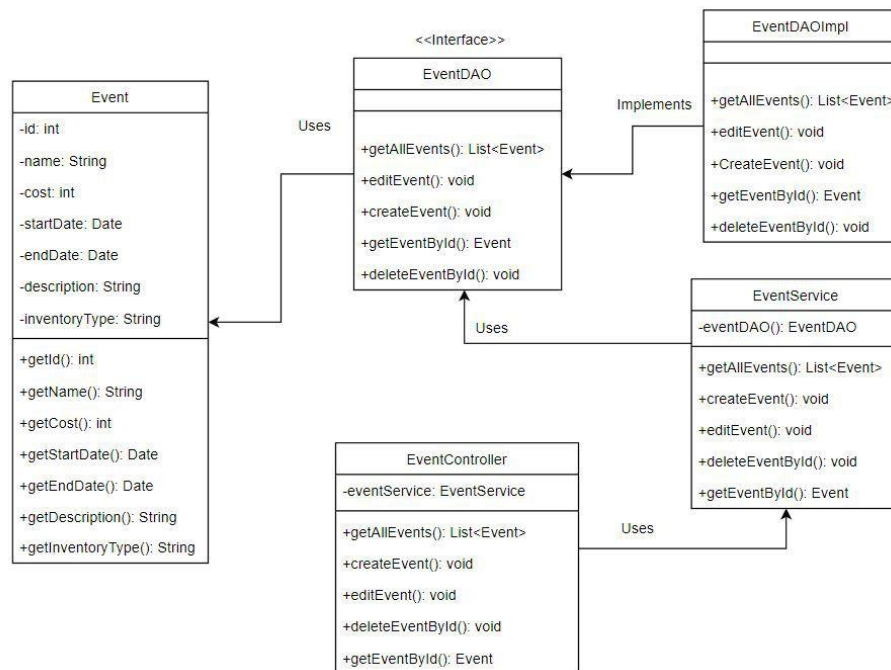 Event
-id: int
-name: String
-cost: int
-startDate: Date
-endDate: Date
-description: String
-inventoryType: String
+getId(): int
+getName(): String
+getCost(): int
+getStartDate(): Date
+getEndDate(): Date
+getDescription(): String
+getInventoryType(): String
Uses
<<Interface>>
EventDAO
+getAllEvents(): List<Event>
+editEvent(): void
+createEvent(): void
+getEventById(): Event
+deleteEventById(): void
Implements
EventDAOImpl
+getAllEvents(): List<Event>
+editEvent(): void
+CreateEvent(): void
+getEventById(): Event
+deleteEventById(): void
Uses
EventService
-eventDAO(): EventDAO
+getAllEvents(): List<Event>
+createEvent(): void
+editEvent(): void
+deleteEventById(): void
+getEventById(): Event
EventController
-eventService: EventService
+getAllEvents(): List<Event>
+createEvent(): void
+editEvent(): void
+deleteEventById(): void
+getEventById(): Event
Uses